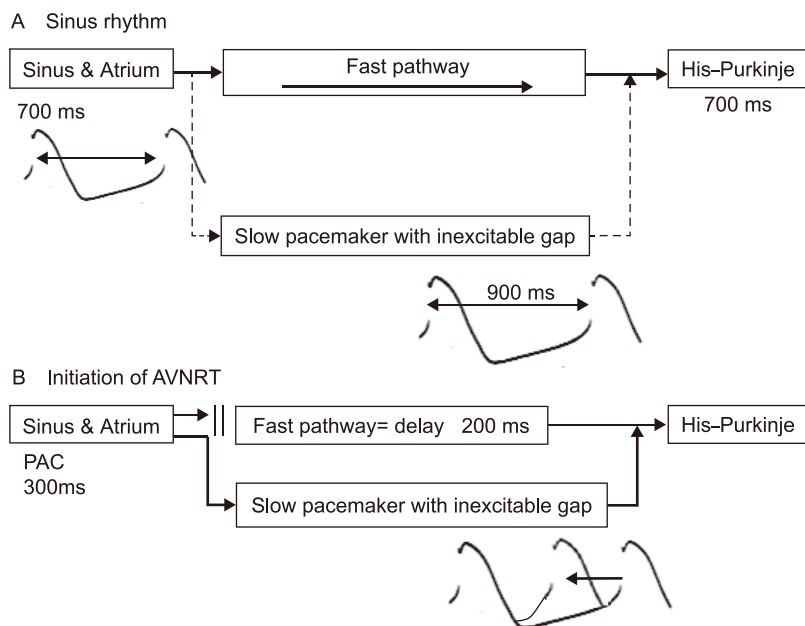 A Sinus rhythm
Sinus & Atrium
Fast pathway
His–Purkinje
700 ms
700 ms
Slow pacemaker with inexcitable gap
900 ms
B Initiation of AVNRT
Sinus & Atrium
Fast pathway= delay 200 ms
His–Purkinje
PAC
300ms
Slow pacemaker with inexcitable gap